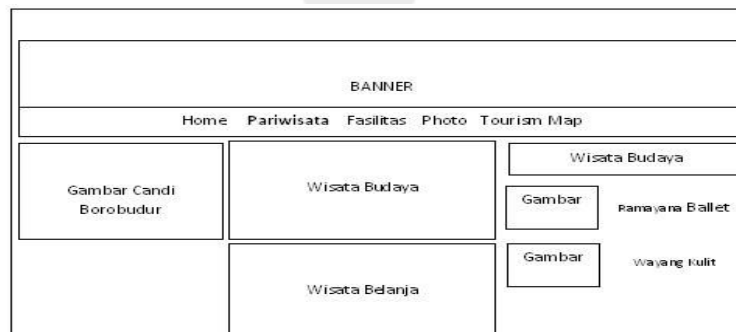 BANNER
Home Pariwisata Fasilitas Photo Tourism Map
Gambar Candi
Borobudur
Wisata Budaya
Wisata Belanja
Wisata Budaya
Gambar
Ramayana Ballet
Gambar
Wayang Kulit